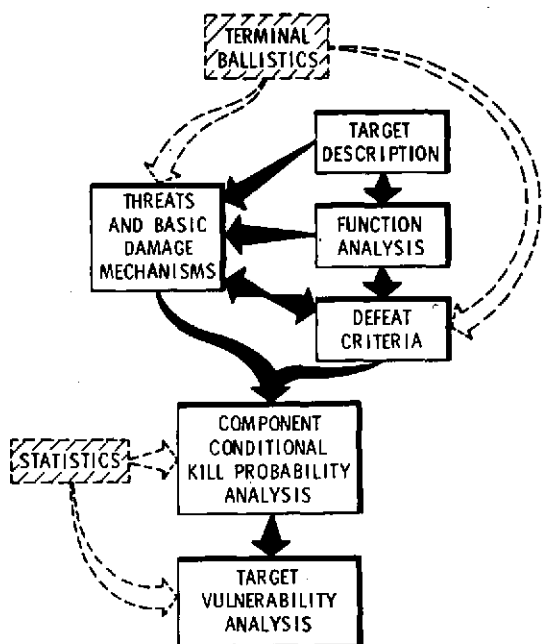 TERMINAL
BALLISTICS
TARGET
DESCRIPTION
THREATS
AND BASIC
DAMAGE
MECHANISMS
FUNCTION
ANALYSIS
DEFEAT
CRITERIA
COMPONENT
CONDITIONAL
KILL PROBABILITY
ANALYSIS
STATISTICS
TARGET
VULNERABILITY
ANALYSIS